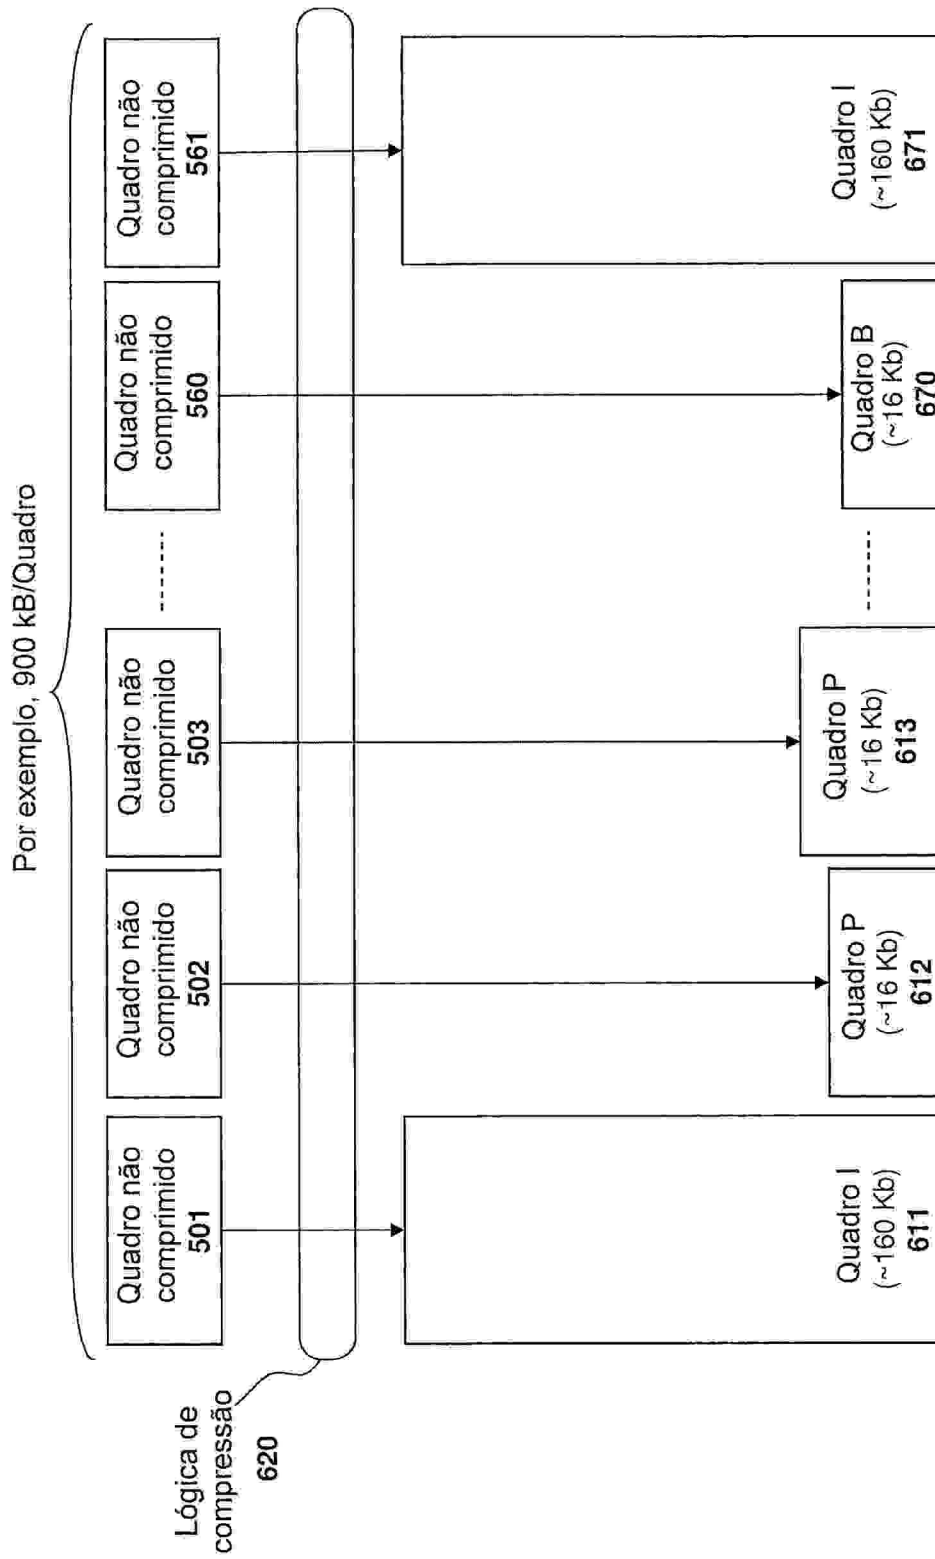 Por exemplo, 900 kB/Quadro
Quadro não
comprimido
501
Quadro não
comprimido
502
Quadro não
comprimido
503
Quadro não
comprimido
560
Quadro não
comprimido
561
Lógica de
compressão
620
Quadro I
(~160 Kb)
611
Quadro P
(~16 Kb)
612
Quadro P
(~16 Kb)
613
Quadro B
(~16 Kb)
670
Quadro I
(~160 Kb)
671